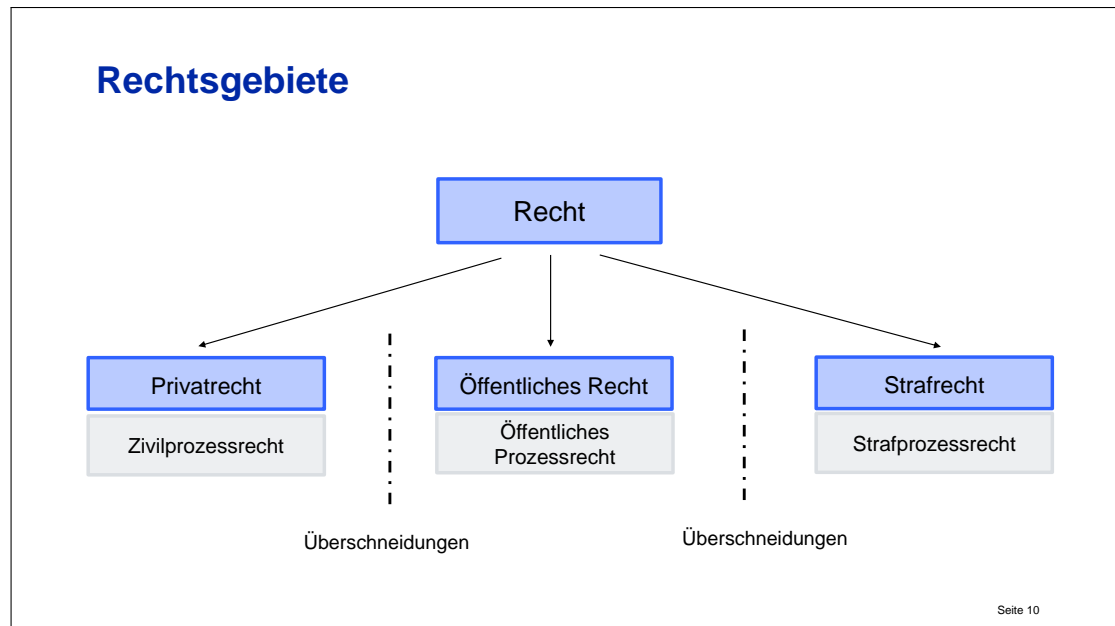 Rechtsgebiete
Recht
Privatrecht
Öffentliches Recht
Strafrecht
Zivilprozessrecht
Öffentliches
Prozessrecht
Strafprozessrecht
Überschneidungen
Überschneidungen
Seite 10